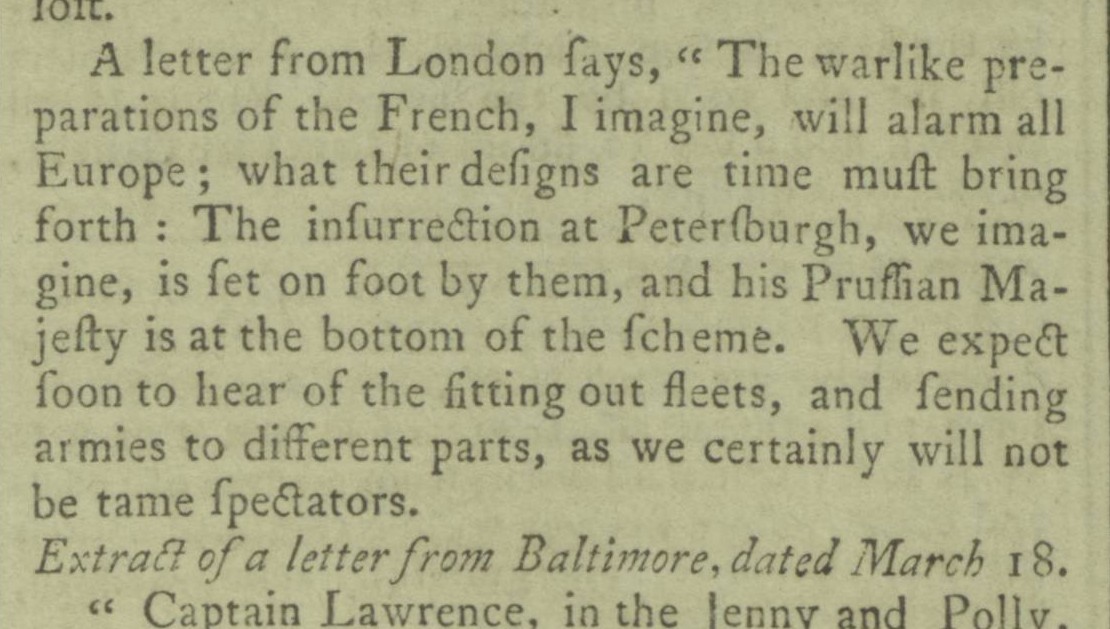 ſoit.
A letter from London ſays, “ The warlike pre-
parations of the French, I imagine, will alarm all
Europe ; what their deſigns are time muſt bring
forth : The inſurrection at Peterſburgh, we ima-
gine, is ſet on foot by them, and his Pruſſian Ma-
jeſty is at the bottom of the ſcheme. We expect
ſoon to hear of the fitting out fleets, and ſending
armies to different parts, as we certainly will not
be tame ſpectators.
Extract of a letter from Baltimore, dated March 18.
“ Captain Lawrence, in the Jenny and Polly,